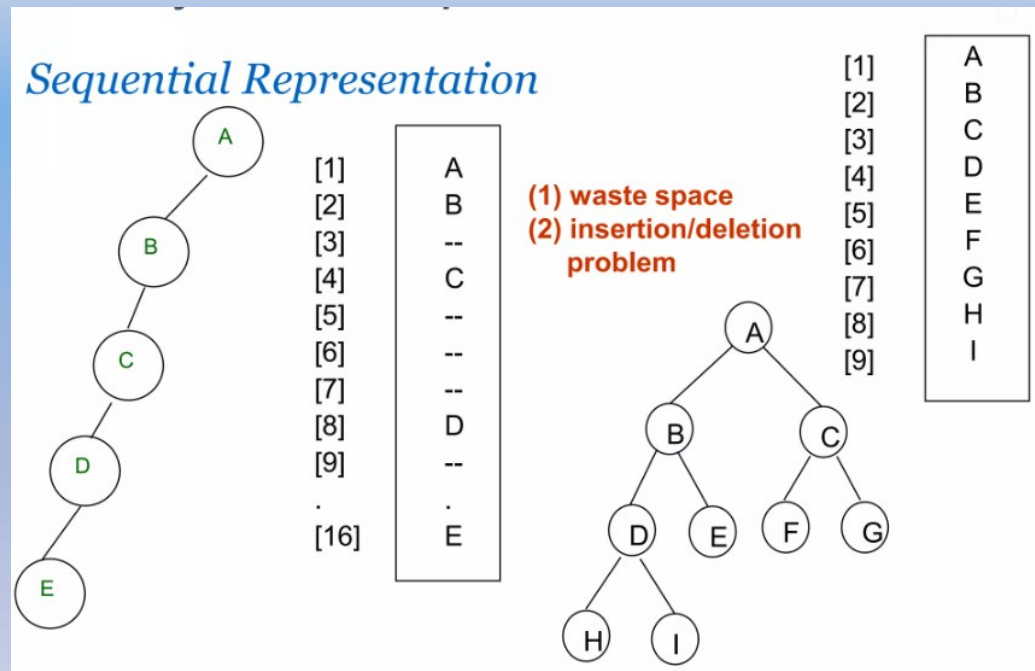 Sequential Representation
A
B
C
D
E
[1] A
[2] B
[3] --
[4] C
[5] --
[6] --
[7] --
[8] D
[9] --
. .
[16] E
(1) waste space
(2) insertion/deletion
problem
[1] A
[2] B
[3] C
[4] D
[5] E
[6] F
[7] G
[8] H
[9] I
A
B C
D E F G
H I